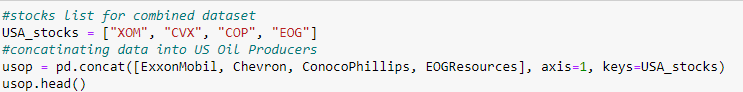 #stocks list for combined dataset
USA_stocks = ["XOM", "CVX", "COP", "EOG"]
#concatinating data into US Oil Producers
usop = pd.concat([ExxonMobil, Chevron, ConocoPhillips, EOGResources], axis=1, keys=USA_stocks)
usop.head()